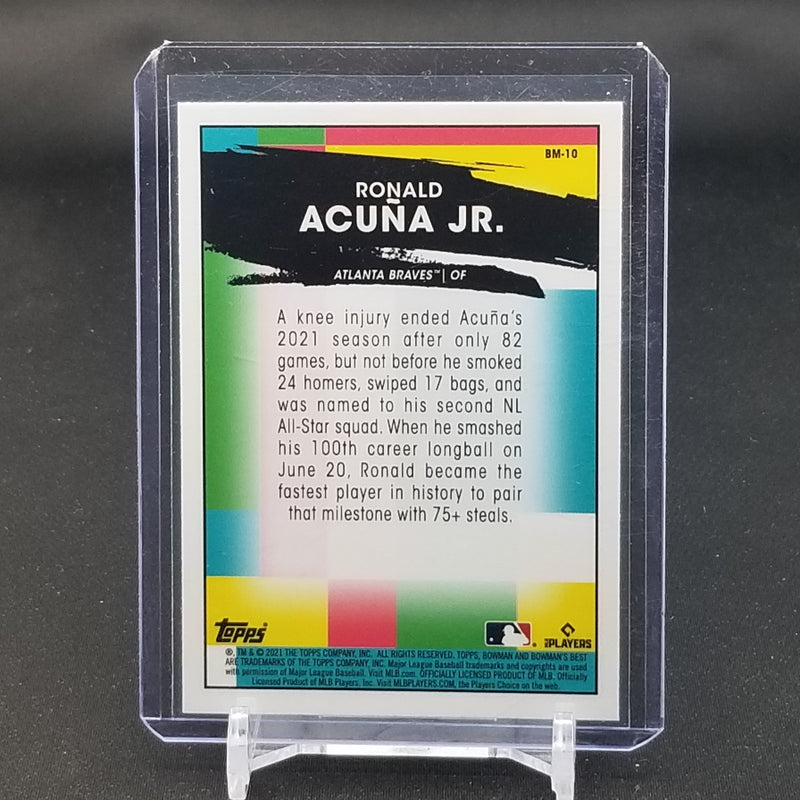 BM-10
RONALD
ACUÑA JR.
ATLANTA BRAVES™ | OF
A knee injury ended Acuña's
2021 season after only 82
games, but not before he smoked
24 homers, swiped 17 bags, and
was named to his second NL
All-Star squad. When he smashed
his 100th career longball on
June 20, Ronald became the
fastest player in history to pair
that milestone with 75+ steals.
topps
PLAYERS
®, TM & © 2021 THE TOPPS COMPANY, INC. ALL RIGHTS RESERVED. TOPPS, BOWMAN AND BOWMAN'S BEST
ARE TRADEMARKS OF THE TOPPS COMPANY, INC. Major League Baseball trademarks and copyrights are used
with permission of Major League Baseball. Visit MLB.com. OFFICIALLY LICENSED PRODUCT OF MLB. Officially
Licensed Product of MLB Players, Inc. Visit MLBPLAYERS.COM, the Players Choice on the web.